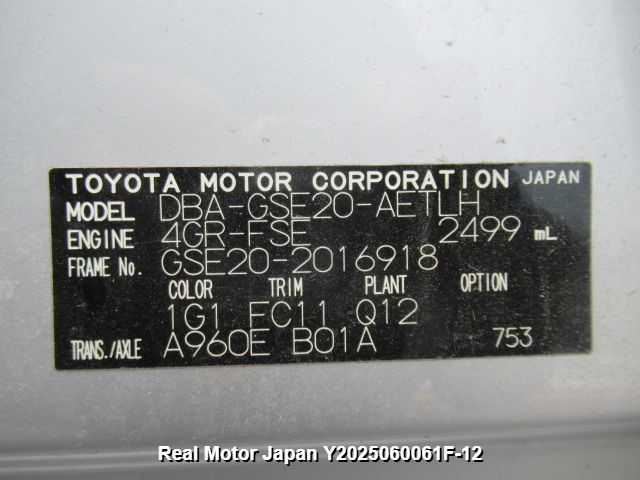 TOYOTA MOTOR CORPORATION JAPAN
MODEL DBA-GSE20-AETLH
ENGINE 4GR-FSE 2499 mL
FRAME No. GSE20-2016918
COLOR TRIM PLANT OPTION
1G1 FC11 Q12
TRANS./AXLE A960E B01A 753
Real Motor Japan Y2025060061F-12